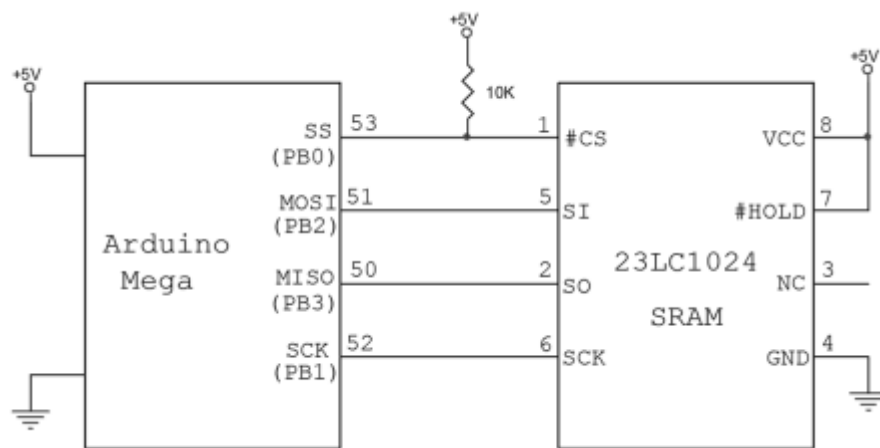 +5V
+5V
+5V
10K
SS 53 1 #CS VCC 8
(PB0)
MOSI 51 5 SI #HOLD 7
(PB2)
Arduino
Mega
23LC1024
SRAM
MISO 50 2 SO NC 3
(PB3)
SCK 52 6 SCK GND 4
(PB1)